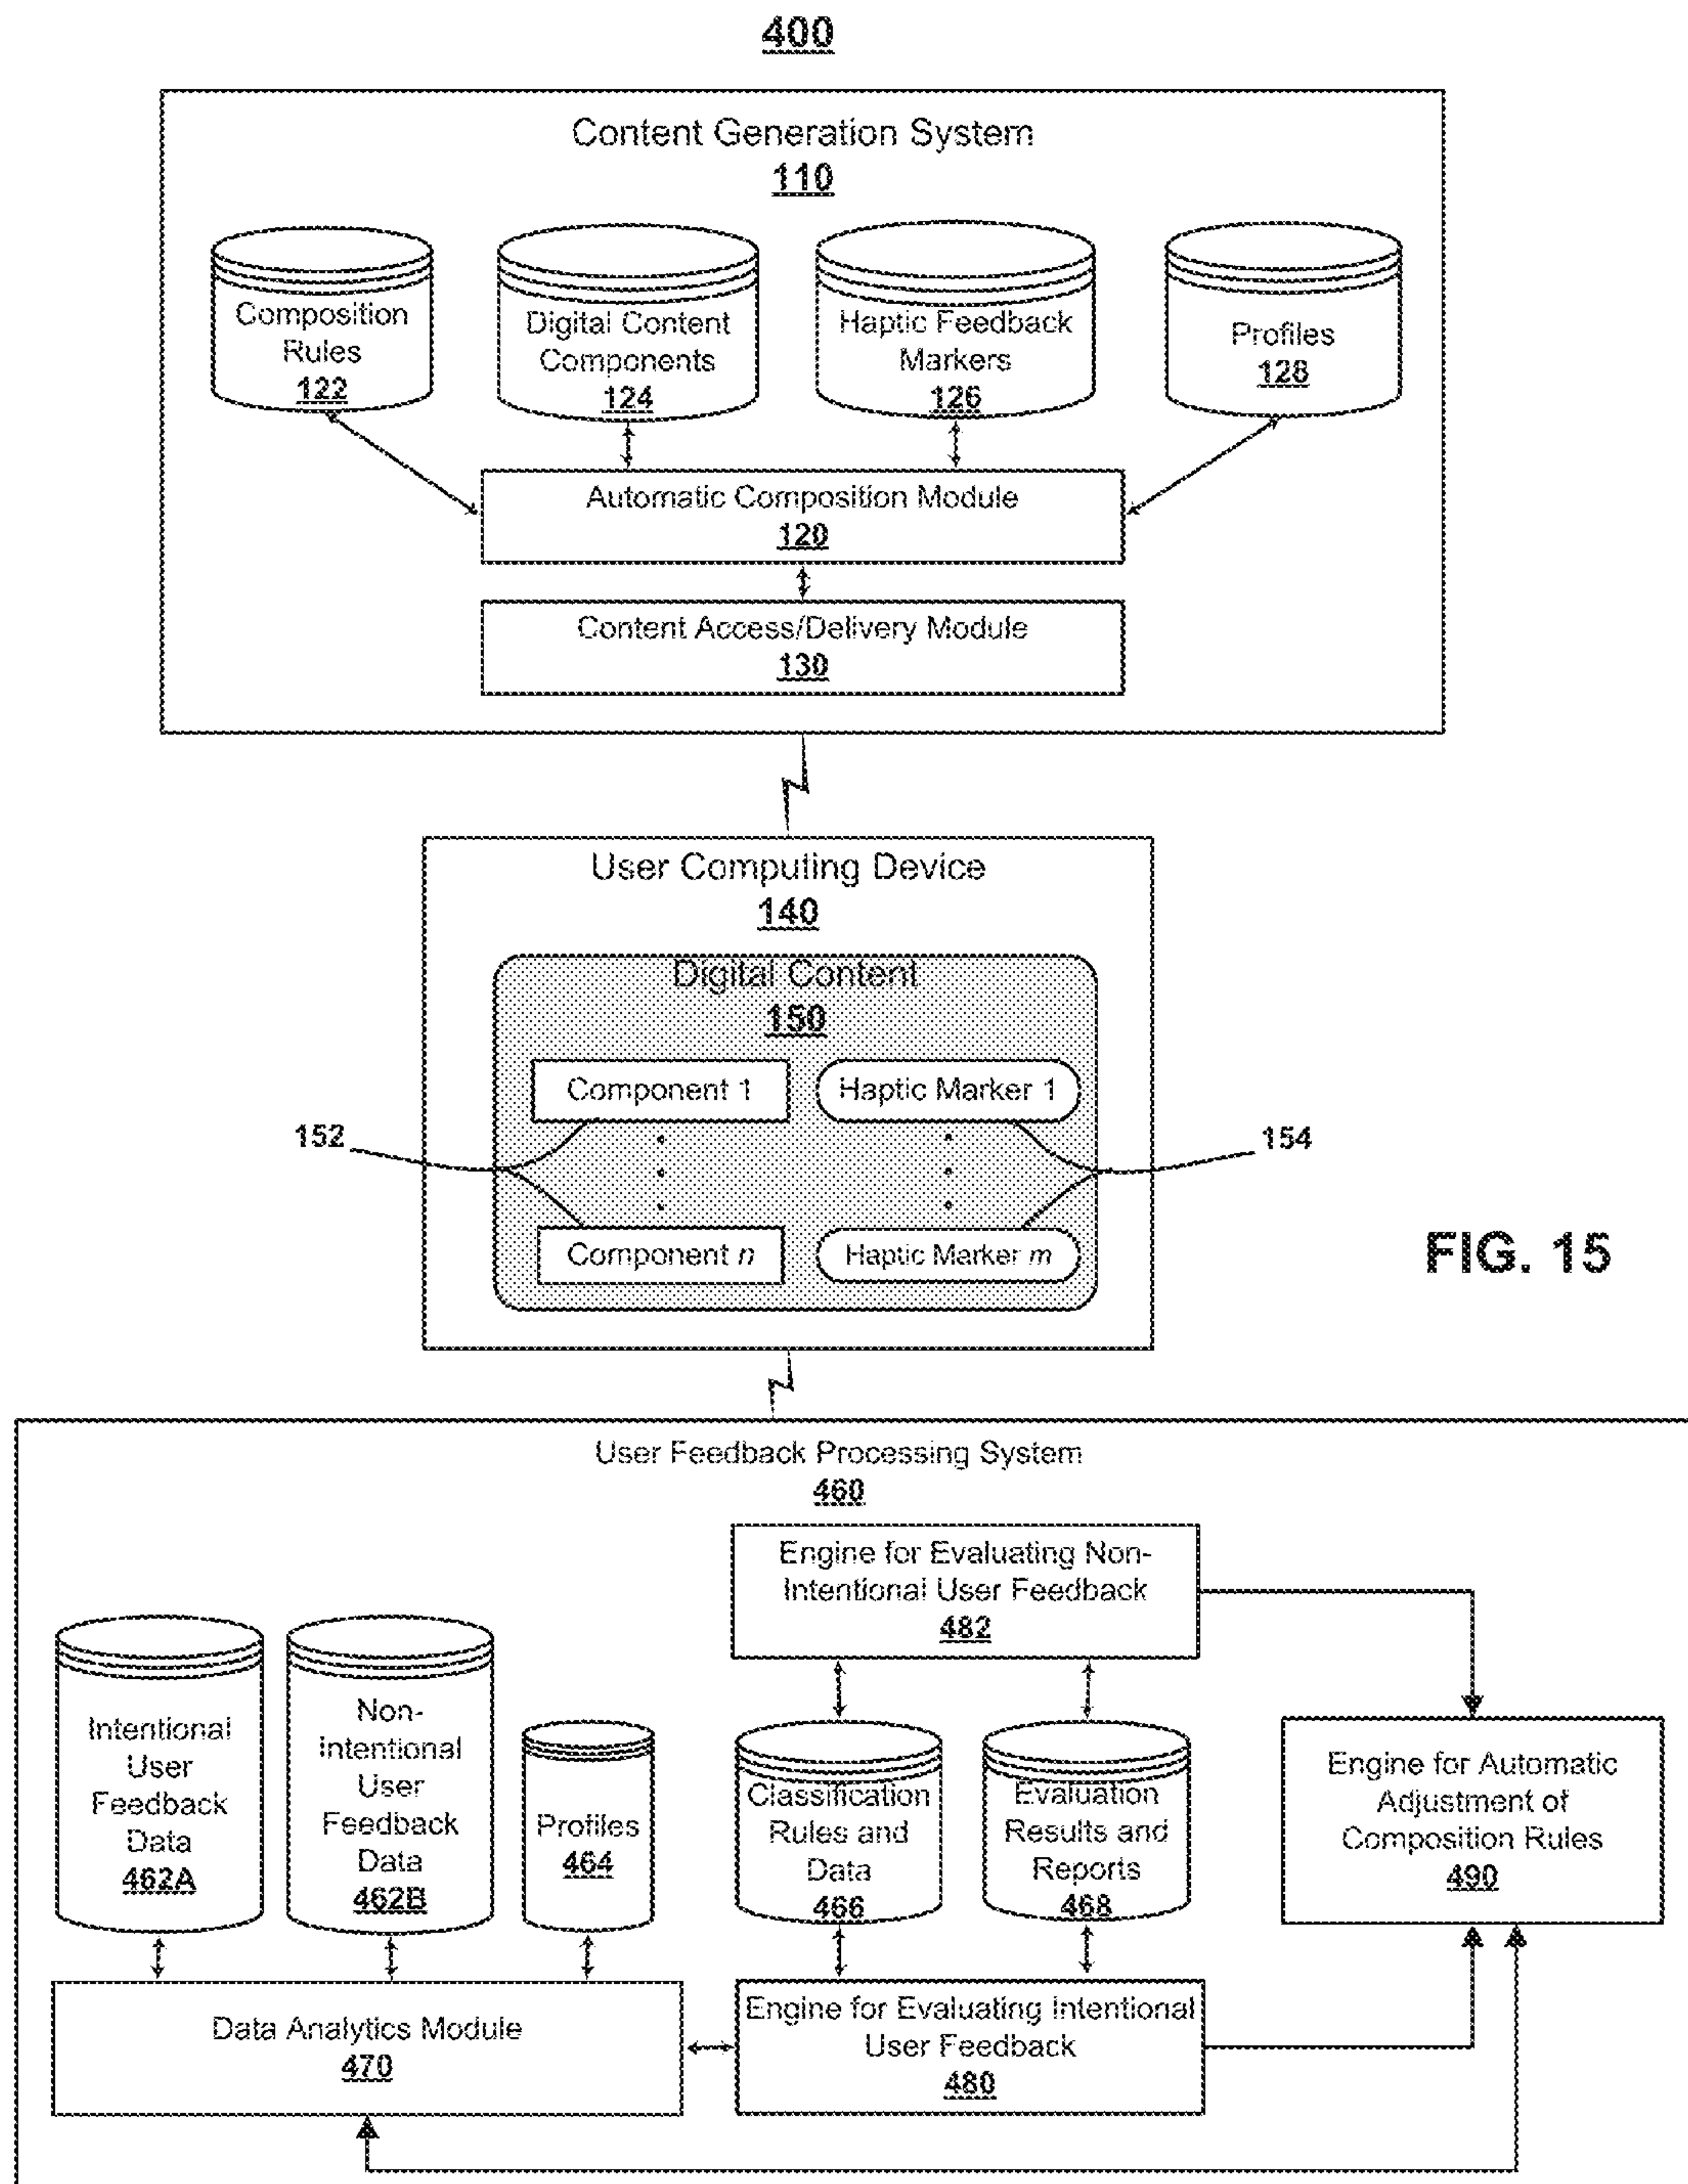 400
Content Generation System
110
Composition
Rules
122
Digital Content
Components
124
Haptic Feedback
Markers
126
Profiles
128
Automatic Composition Module
120
Content Access/Delivery Module
130
User Computing Device
140
Digital Content
150
Component 1
Haptic Marker 1
152
154
Component n
Haptic Marker m
FIG. 15
User Feedback Processing System
460
Engine for Evaluating Non-
Intentional User Feedback
482
Intentional
User
Feedback
Data
462A
Non-
Intentional
User
Feedback
Data
462B
Profiles
464
Classification
Rules and
Data
466
Evaluation
Results and
Reports
468
Engine for Automatic
Adjustment of
Composition Rules
490
Data Analytics Module
470
Engine for Evaluating Intentional
User Feedback
480